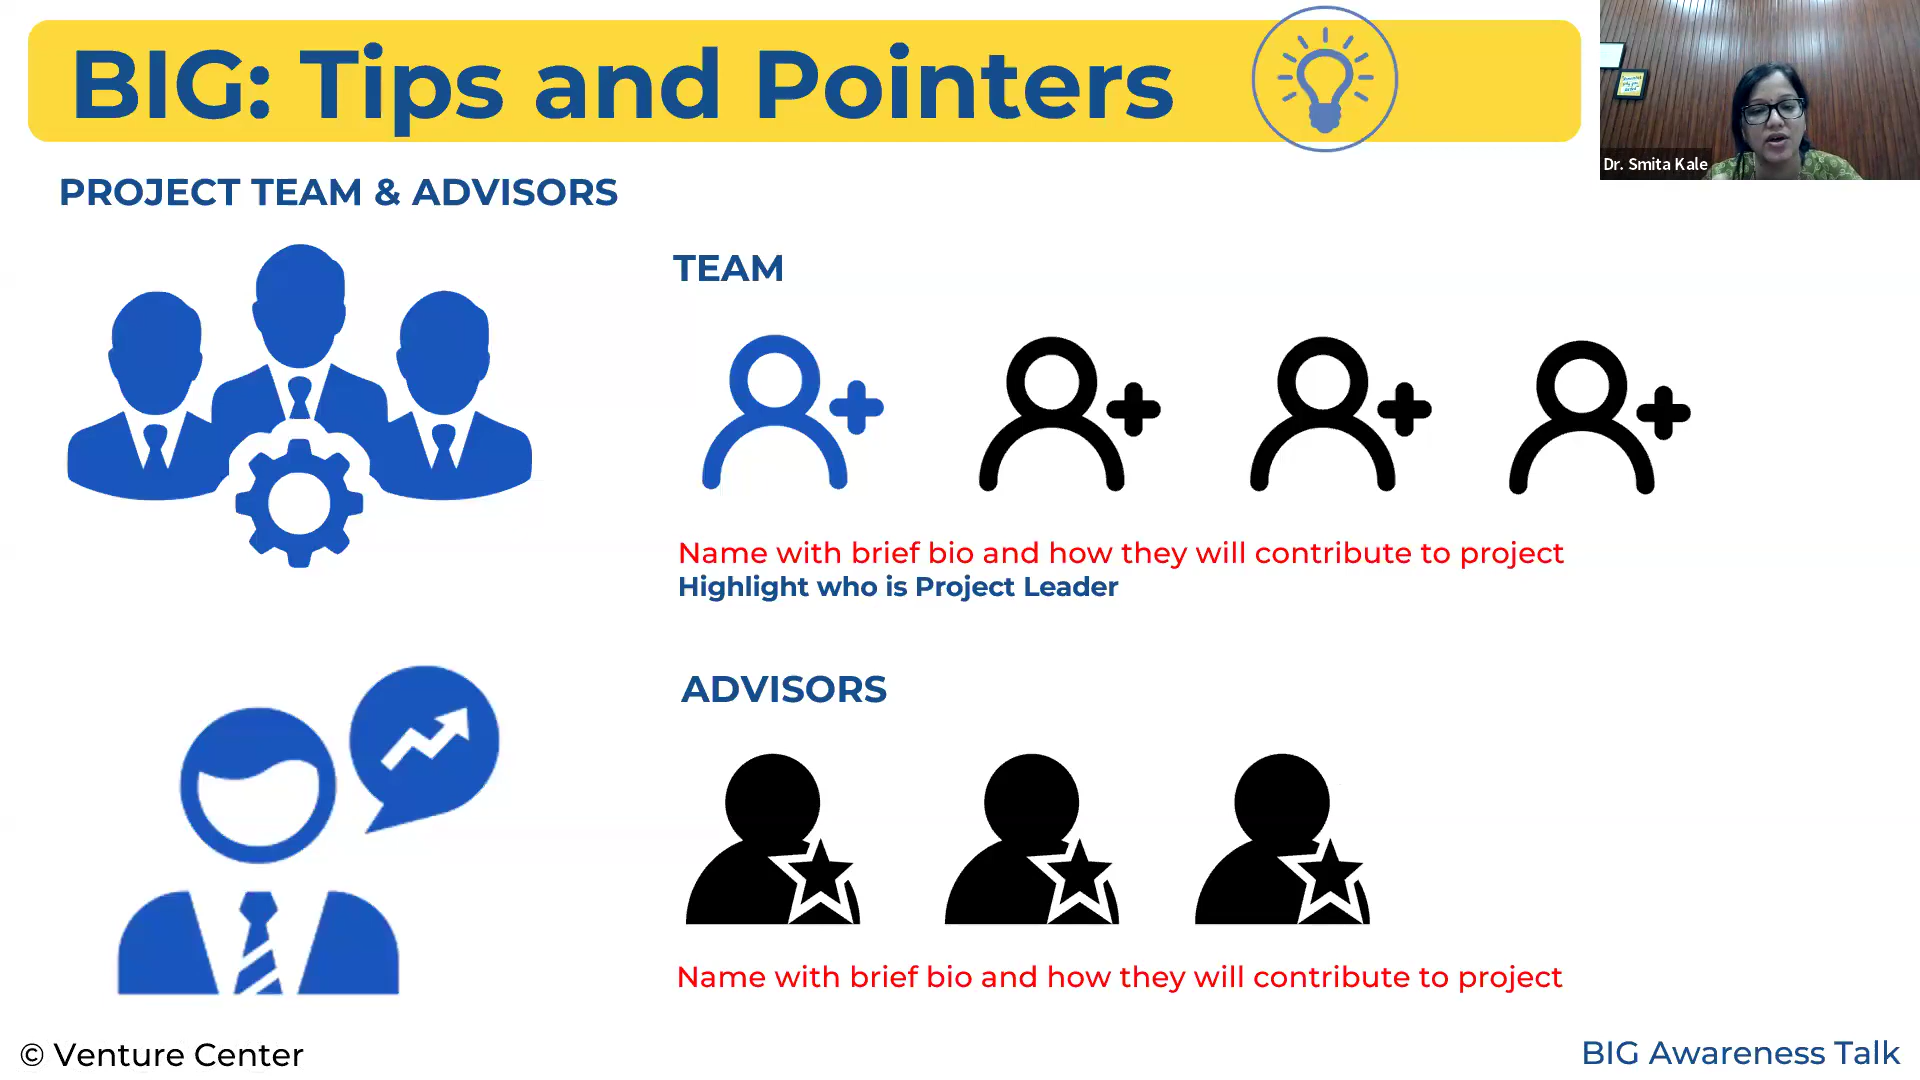 BIG: Tips and Pointers
Dr. Smita Kale
PROJECT TEAM & ADVISORS
TEAM
Name with brief bio and how they will contribute to project
Highlight who is Project Leader
ADVISORS
Name with brief bio and how they will contribute to project
© Venture Center
BIG Awareness Talk